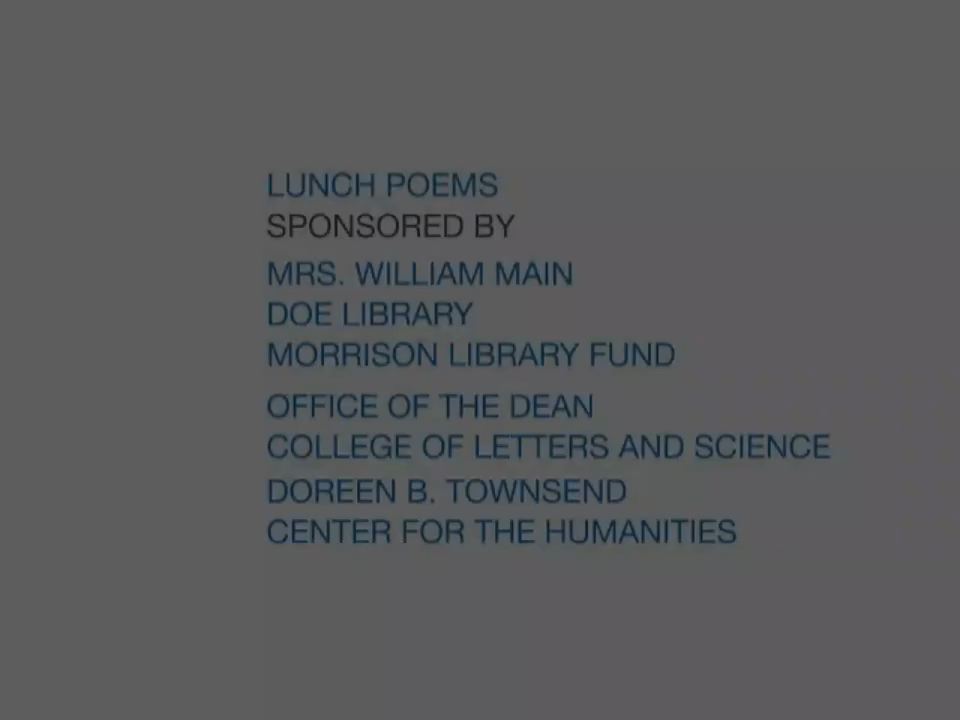 LUNCH POEMS
SPONSORED BY
MRS. WILLIAM MAIN
DOE LIBRARY
MORRISON LIBRARY FUND
OFFICE OF THE DEAN
COLLEGE OF LETTERS AND SCIENCE
DOREEN B. TOWNSEND
CENTER FOR THE HUMANITIES